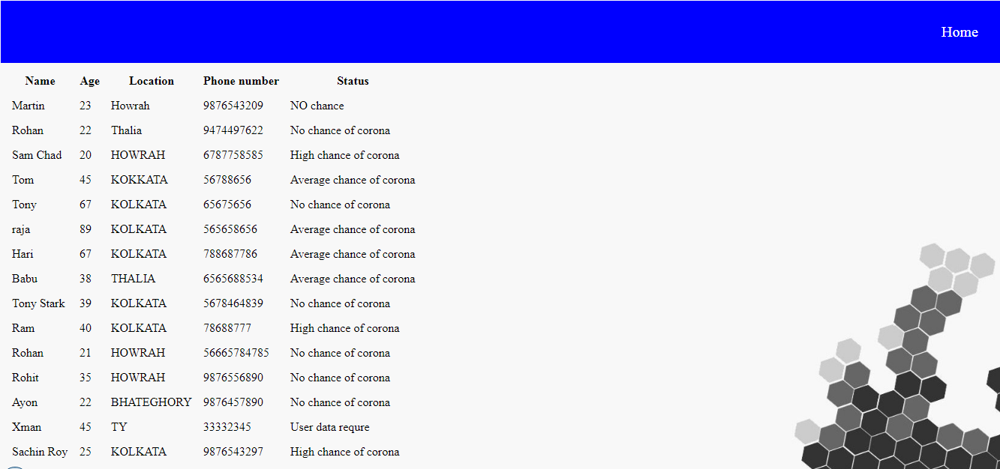 Home
Name Age Location Phone number Status
Martin 23 Howrah 9876543209 NO chance
Rohan 22 Thalia 9474497622 No chance of corona
Sam Chad 20 HOWRAH 6787758585 High chance of corona
Tom 45 KOKKATA 56788656 Average chance of corona
Tony 67 KOLKATA 65675656 No chance of corona
raja 89 KOLKATA 565658656 Average chance of corona
Hari 67 KOLKATA 788687786 Average chance of corona
Babu 38 THALIA 6565688534 Average chance of corona
Tony Stark 39 KOLKATA 5678464839 No chance of corona
Ram 40 KOLKATA 78688777 High chance of corona
Rohan 21 HOWRAH 56665784785 No chance of corona
Rohit 35 HOWRAH 9876556890 No chance of corona
Ayon 22 BHATEGHORY 9876457890 No chance of corona
Xman 45 TY 33332345 User data requre
Sachin Roy 25 KOLKATA 9876543297 High chance of corona